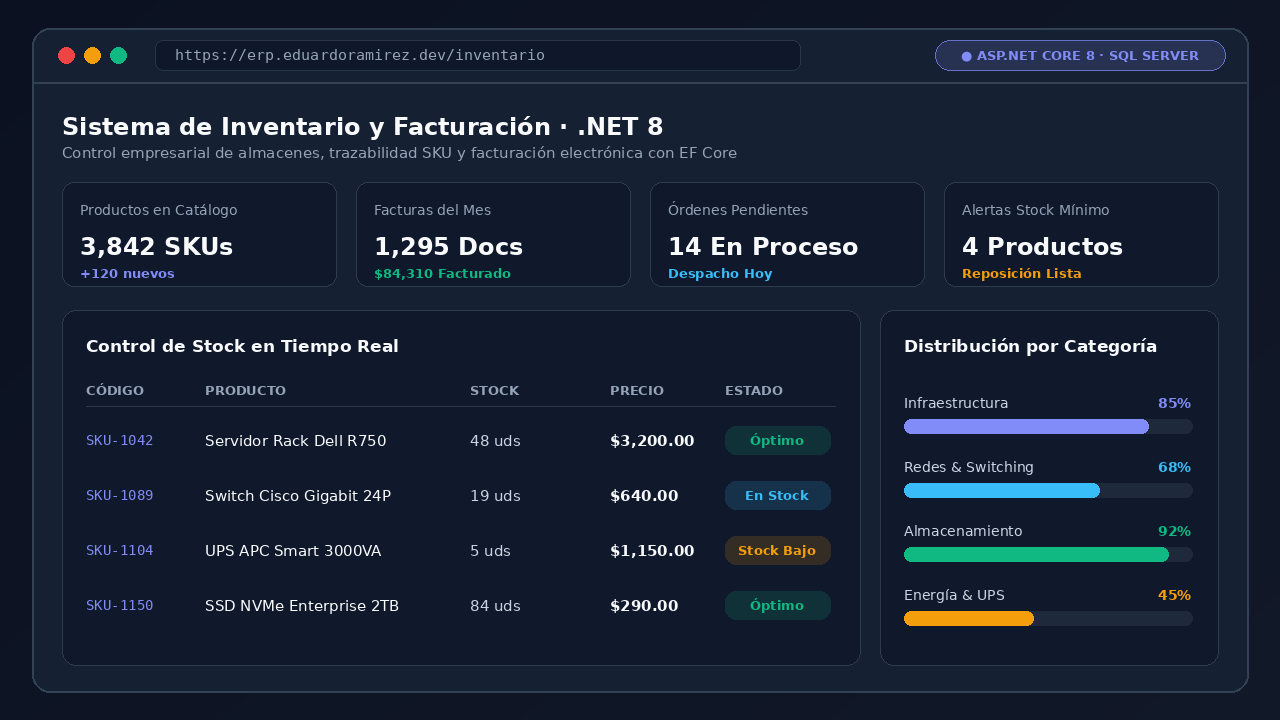 https://erp.eduardoramirez.dev/inventario
● ASP.NET CORE 8 · SQL SERVER
Sistema de Inventario y Facturación · .NET 8
Control empresarial de almacenes, trazabilidad SKU y facturación electrónica con EF Core
Productos en Catálogo
3,842 SKUs
+120 nuevos
Facturas del Mes
1,295 Docs
$84,310 Facturado
Órdenes Pendientes
14 En Proceso
Despacho Hoy
Alertas Stock Mínimo
4 Productos
Reposición Lista
Control de Stock en Tiempo Real
CÓDIGO PRODUCTO STOCK PRECIO ESTADO
SKU-1042 Servidor Rack Dell R750 48 uds $3,200.00 Óptimo
SKU-1089 Switch Cisco Gigabit 24P 19 uds $640.00 En Stock
SKU-1104 UPS APC Smart 3000VA 5 uds $1,150.00 Stock Bajo
SKU-1150 SSD NVMe Enterprise 2TB 84 uds $290.00 Óptimo
Distribución por Categoría
Infraestructura 85%
Redes & Switching 68%
Almacenamiento 92%
Energía & UPS 45%